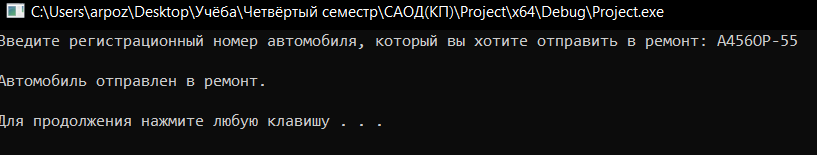 C:\Users\arpoz\Desktop\Учёба\Четвёртый семестр\САОД(КП)\Project\x64\Debug\Project.exe
Введите регистрационный номер автомобиля, который вы хотите отправить в ремонт: А456ОР-55
Автомобиль отправлен в ремонт.
Для продолжения нажмите любую клавишу . . .